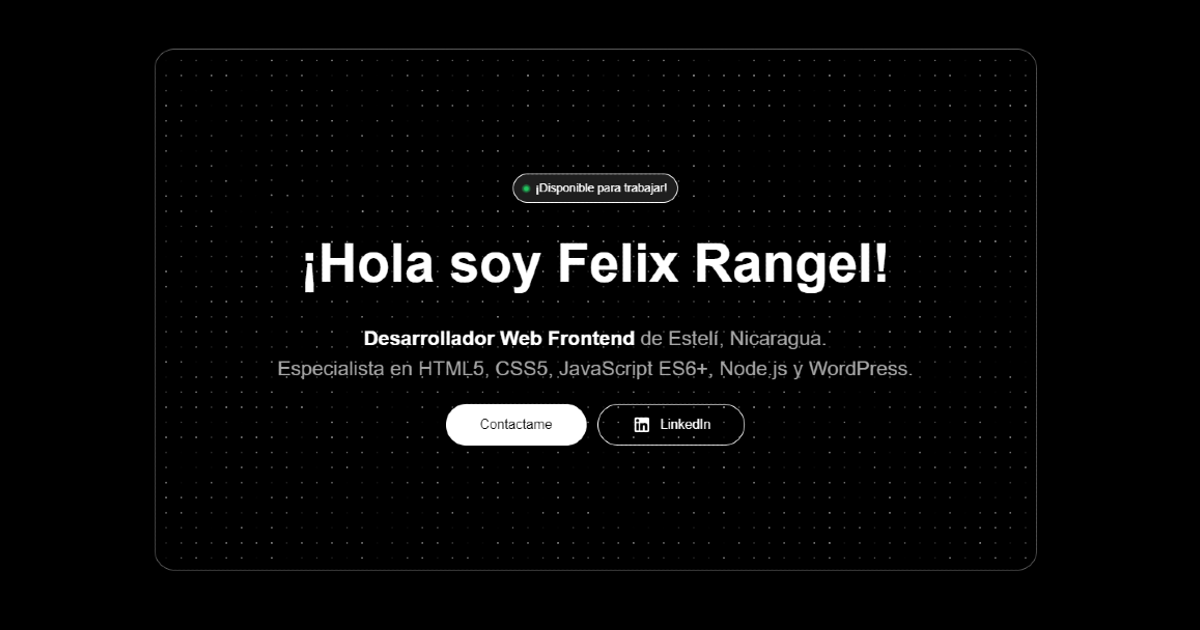 ¡Disponible para trabajar!
¡Hola soy Felix Rangel!
Desarrollador Web Frontend de Estelí, Nicaragua.
Especialista en HTML5, CSS5, JavaScript ES6+, Node.js y WordPress.
Contactame
LinkedIn